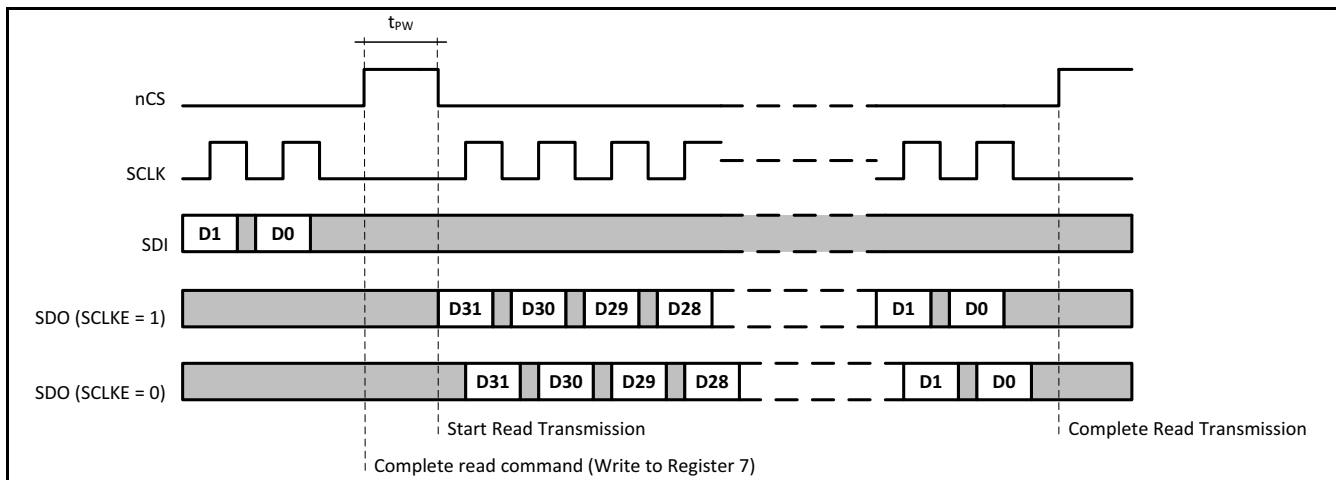 tPW
nCS
SCLK
SDI D1 D0
SDO (SCLKE = 1) D31 D30 D29 D28 D1 D0
SDO (SCLKE = 0) D31 D30 D29 D28 D1 D0
Start Read Transmission Complete Read Transmission
Complete read command (Write to Register 7)